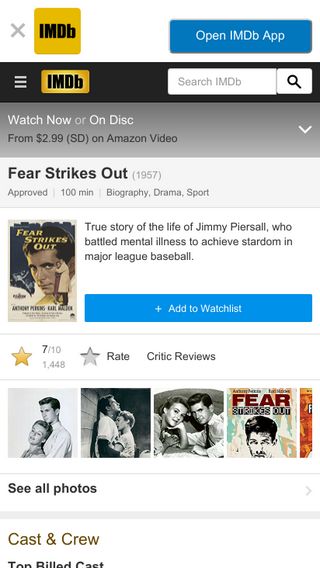 × IMDb Open IMDb App
IMDb Search IMDb
Watch Now or On Disc
From $2.99 (SD) on Amazon Video
Fear Strikes Out (1957)
Approved | 100 min | Biography, Drama, Sport
FEAR
STRIKES
OUT
ANTHONY PERKINS · KARL MALDEN
True story of the life of Jimmy Piersall, who
battled mental illness to achieve stardom in
major league baseball.
+ Add to Watchlist
7/10
1,448
Rate
Critic Reviews
Anthony Perkins Karl Malden
FEAR
STRIKES OUT
See all photos
Cast & Crew
Top Billed Cast